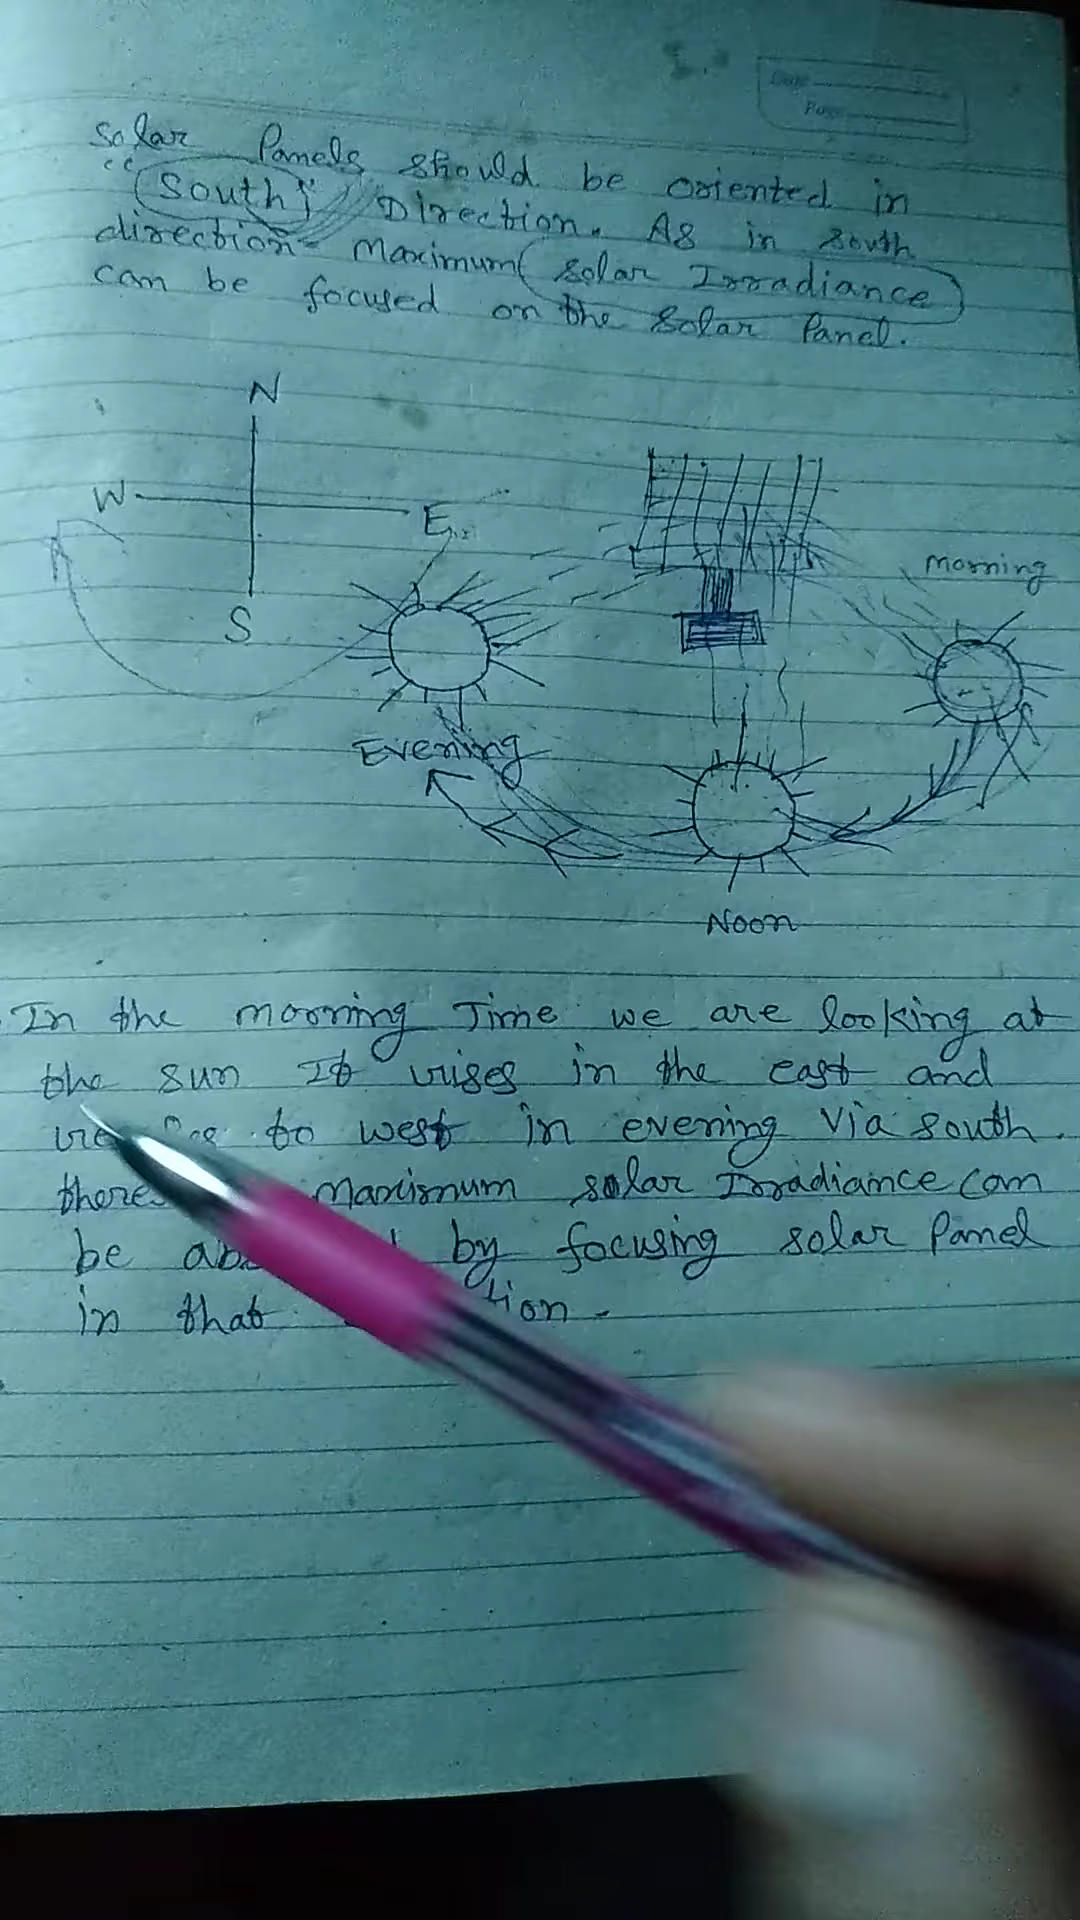 Date
Page
Solar Panels should be oriented in
"South" Direction. As in south
direction maximum (solar Irradiance)
can be focused on the solar Panel.
N
W E
S
Morning
Evening
Noon
In the morning Time we are looking at
the sun It rises in the east and
to west in evening via south.
maximum solar Irradiance can
be by focusing solar Panel
in that